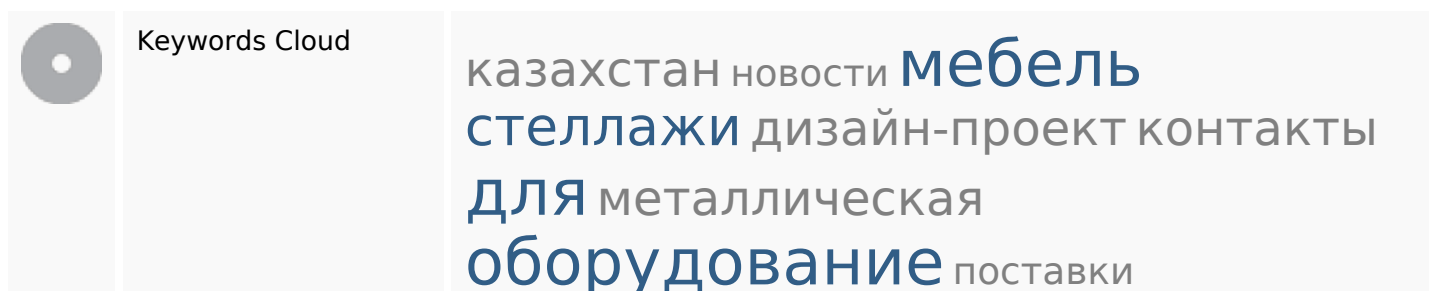 Keywords Cloud
казахстан новости мебель
стеллажи дизайн-проект контакты
для металлическая
оборудование поставки